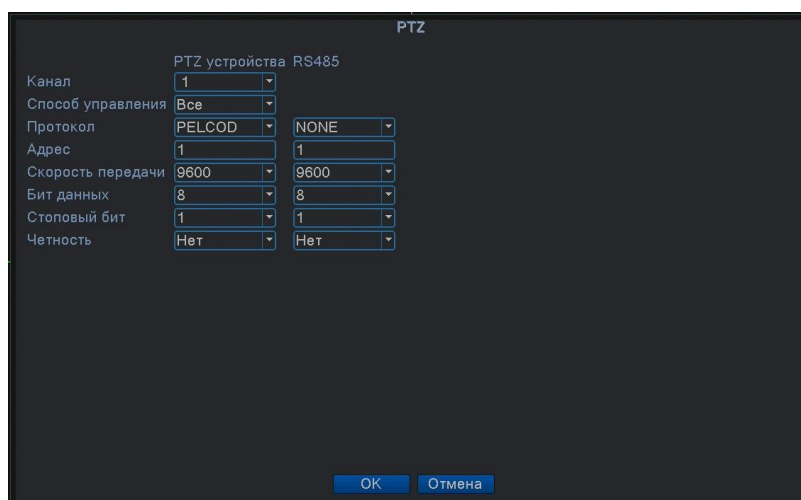 PTZ
PTZ устройства RS485
Канал 1
Способ управления Все
Протокол PELCOD NONE
Адрес 1 1
Скорость передачи 9600 9600
Бит данных 8 8
Стоповый бит 1 1
Четность Нет Нет
OK Отмена